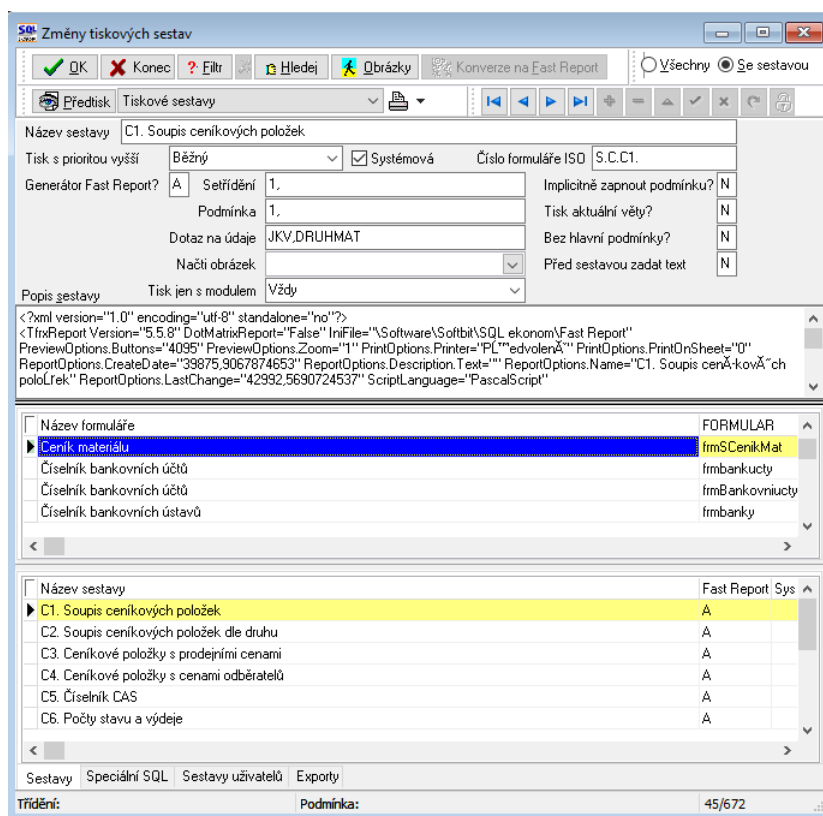 SQL Změny tiskových sestav
OK Konec Filtr Hledej Obrázky Konverze na Fast Report Všechny Se sestavou
Předtisk Tiskové sestavy
Název sestavy C1. Soupis ceníkových položek
Tisk s prioritou vyšší Běžný Systémová Číslo formuláře ISO S.C.C1.
Generátor Fast Report? A Setřídění 1, Implicitně zapnout podmínku? N
Podmínka 1, Tisk aktuální věty? N
Dotaz na údaje JKV,DRUHMAT Bez hlavní podmínky? N
Načti obrázek Před sestavou zadat text N
Popis sestavy Tisk jen s modulem Vždy
<?xml version="1.0" encoding="utf-8" standalone="no"?>
<TfrxReport Version="5.5.8" DotMatrixReport="False" IniFile="\Software\Softbit\SQL ekonom\Fast Report"
PreviewOptions.Buttons="4095" PreviewOptions.Zoom="1" PrintOptions.Printer="PĹ™edvolenĂ˝" PrintOptions.PrintOnSheet="0"
ReportOptions.CreateDate="39875,9067874653" ReportOptions.Description.Text="" ReportOptions.Name="C1. Soupis cenĂ­kovĂ˝ch
poloĹľek" ReportOptions.LastChange="42992,5690724537" ScriptLanguage="PascalScript"
Název formuláře FORMULAR
Ceník materiálu frmSCenikMat
Číselník bankovních účtů frmbankucty
Číselník bankovních účtů frmBankovniucty
Číselník bankovních ústavů frmbanky
Název sestavy Fast Report Sys
C1. Soupis ceníkových položek A
C2. Soupis ceníkových položek dle druhu A
C3. Ceníkové položky s prodejními cenami A
C4. Ceníkové položky s cenami odběratelů A
C5. Číselník CAS A
C6. Počty stavu a výdeje A
Sestavy Speciální SQL Sestavy uživatelů Exporty
Třídění: Podmínka: 45/672